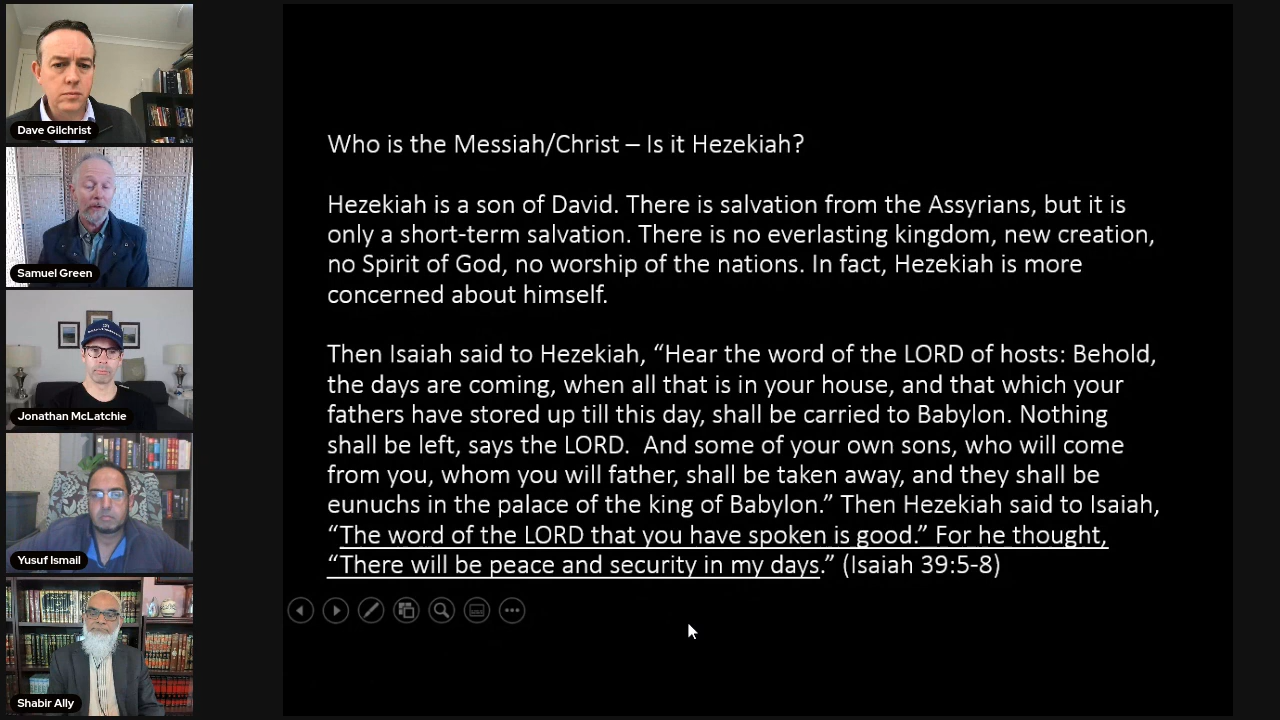 Dave Gilchrist
Samuel Green
Jonathan McLatchie
Yusuf Ismail
Shabir Ally
Who is the Messiah/Christ – Is it Hezekiah?
Hezekiah is a son of David. There is salvation from the Assyrians, but it is
only a short-term salvation. There is no everlasting kingdom, new creation,
no Spirit of God, no worship of the nations. In fact, Hezekiah is more
concerned about himself.
Then Isaiah said to Hezekiah, “Hear the word of the LORD of hosts: Behold,
the days are coming, when all that is in your house, and that which your
fathers have stored up till this day, shall be carried to Babylon. Nothing
shall be left, says the LORD.  And some of your own sons, who will come
from you, whom you will father, shall be taken away, and they shall be
eunuchs in the palace of the king of Babylon.” Then Hezekiah said to Isaiah,
“The word of the LORD that you have spoken is good.” For he thought,
“There will be peace and security in my days.” (Isaiah 39:5-8)